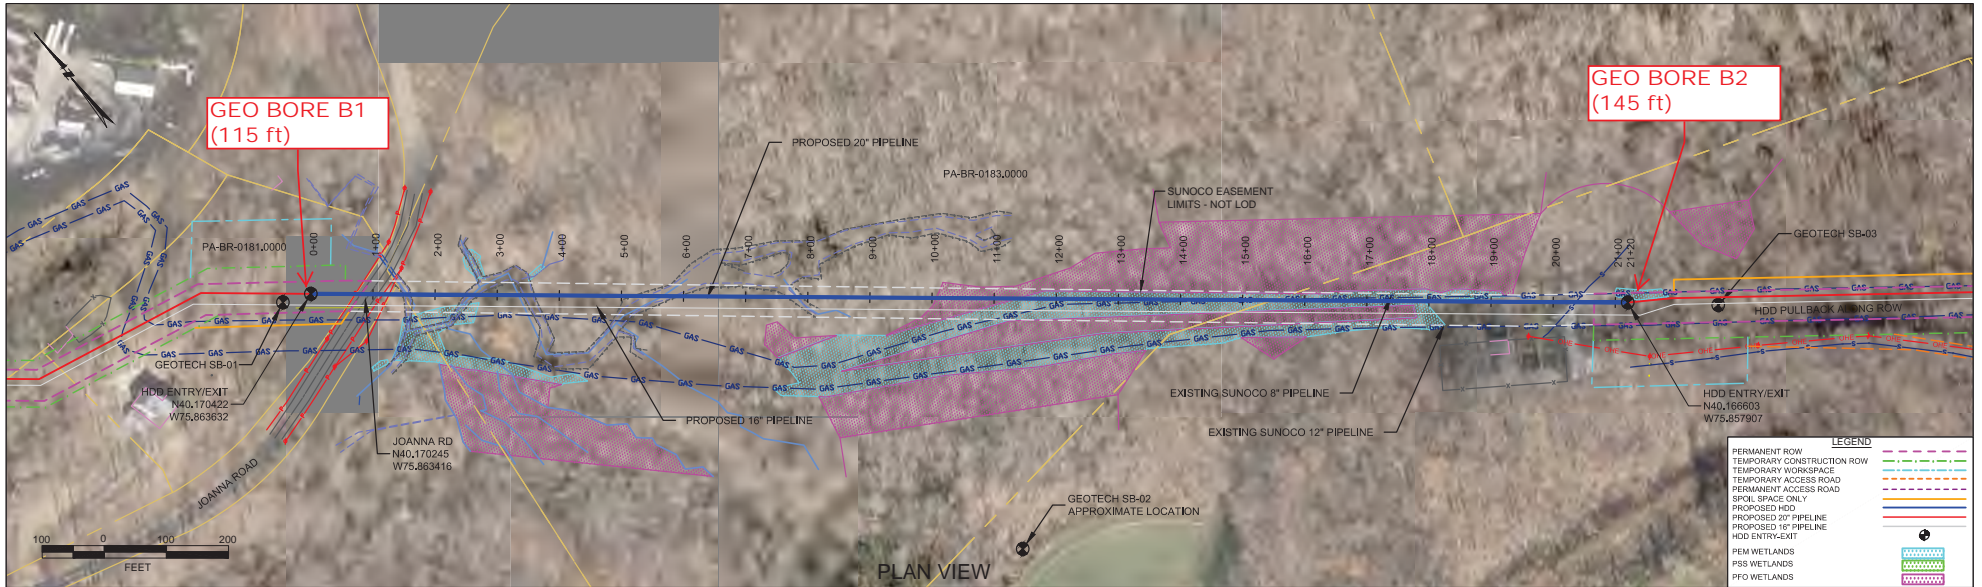 GEO BORE B1
(115 ft)
GEO BORE B2
(145 ft)
PROPOSED 20" PIPELINE
PA-BR-0183.0000
SUNOCO EASEMENT
LIMITS - NOT LOD
PA-BR-0181.0000
GEOTECH SB-03
0+00
1+00
2+00
3+00
4+00
5+00
6+00
7+00
8+00
9+00
10+00
11+00
12+00
13+00
14+00
15+00
16+00
17+00
18+00
19+00
20+00
21+00
21+20
GAS
HDD PULLBACK ALONG ROW
OHE
S
GEOTECH SB-01
HDD ENTRY/EXIT
N40.170422
W75.863632
JOANNA RD
N40.170245
W75.863416
PROPOSED 16" PIPELINE
EXISTING SUNOCO 8" PIPELINE
EXISTING SUNOCO 12" PIPELINE
HDD ENTRY/EXIT
N40.166603
W75.857907
JOANNA ROAD
GEOTECH SB-02
APPROXIMATE LOCATION
100 0 100 200
FEET
PLAN VIEW
LEGEND
PERMANENT ROW
TEMPORARY CONSTRUCTION ROW
TEMPORARY WORKSPACE
TEMPORARY ACCESS ROAD
PERMANENT ACCESS ROAD
SPOIL SPACE ONLY
PROPOSED HDD
PROPOSED 20" PIPELINE
PROPOSED 16" PIPELINE
HDD ENTRY-EXIT
PEM WETLANDS
PSS WETLANDS
PFO WETLANDS